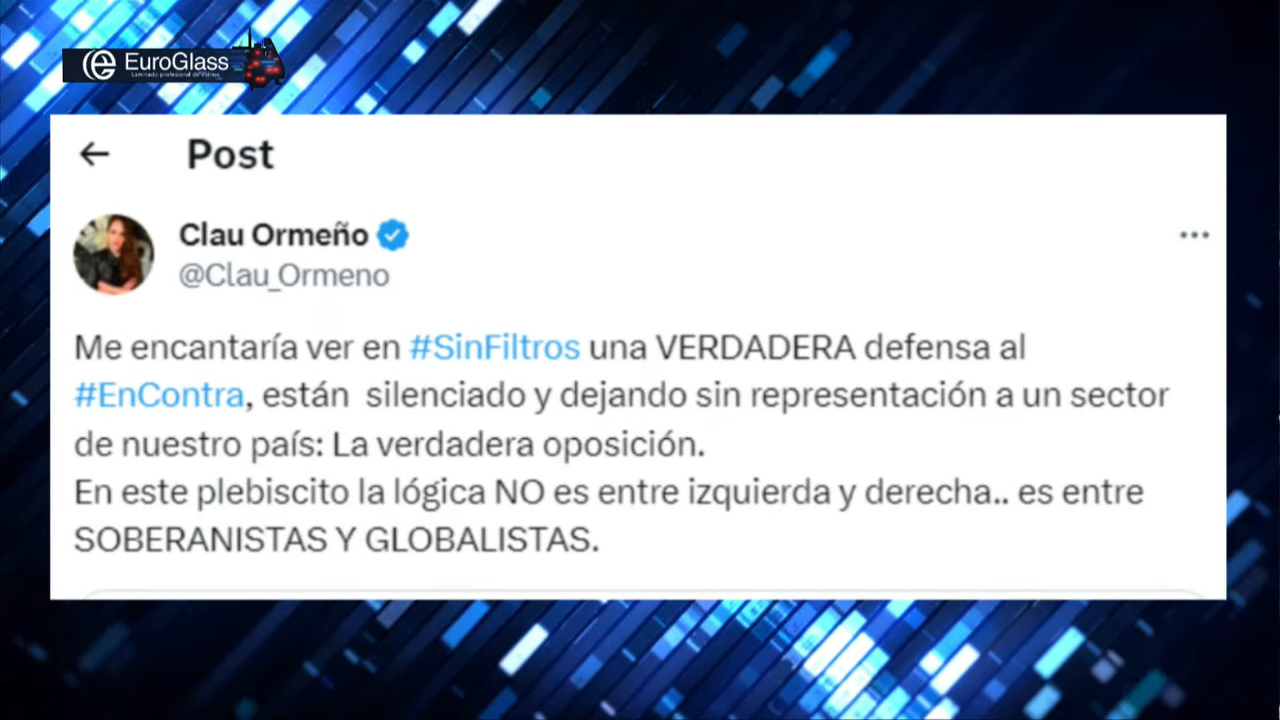 EuroGlass
Laminado profesional de Vidrios
Post
Clau Ormeño
@Clau_Ormeno
Me encantaría ver en #SinFiltros una VERDADERA defensa al
#EnContra, están  silenciado y dejando sin representación a un sector
de nuestro país: La verdadera oposición.
En este plebiscito la lógica NO es entre izquierda y derecha.. es entre
SOBERANISTAS Y GLOBALISTAS.